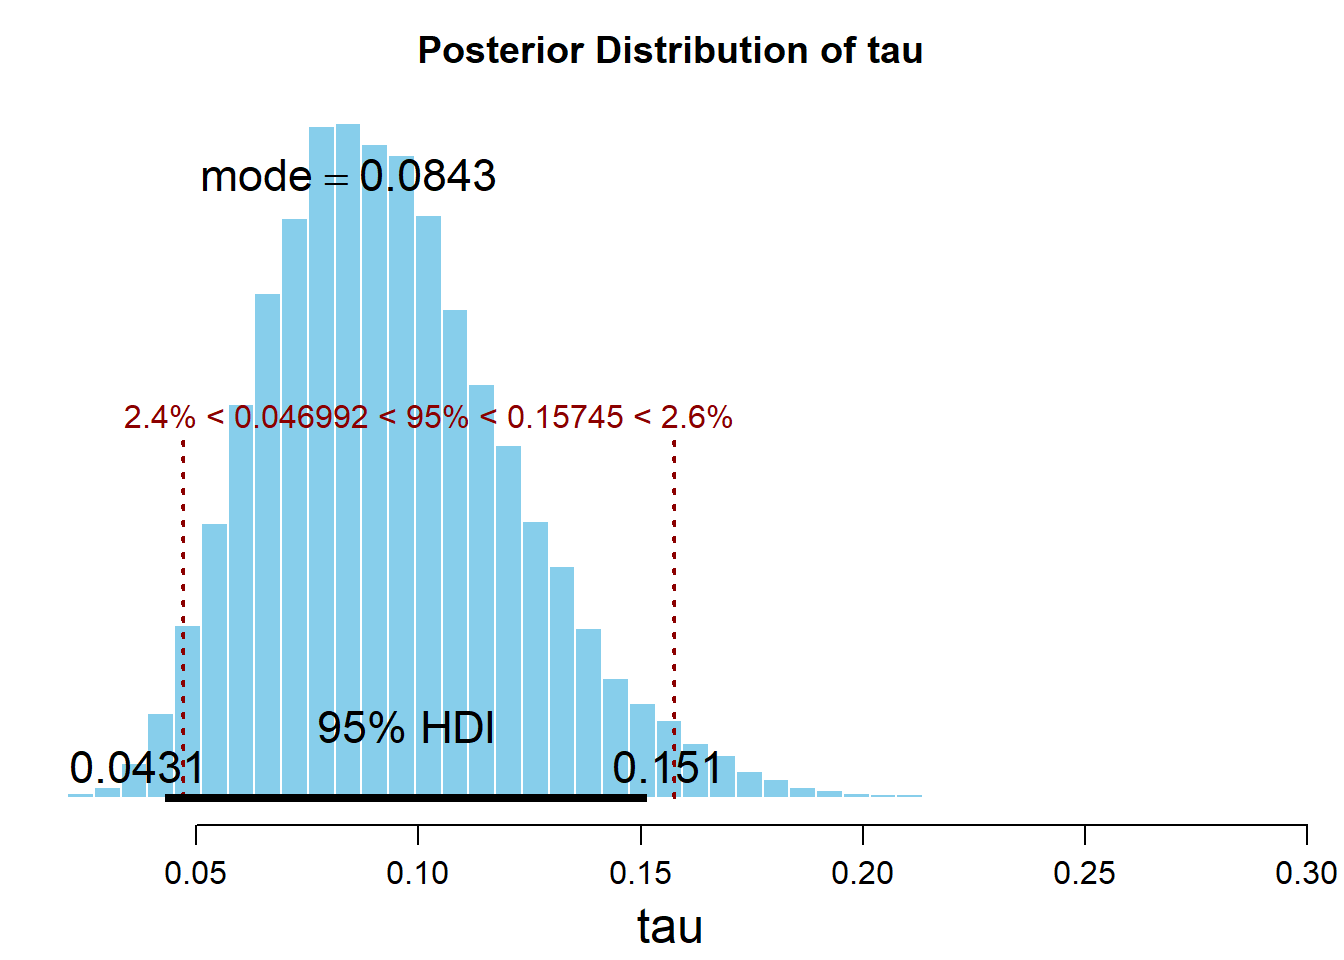 Posterior Distribution of tau
mode = 0.0843
2.4% < 0.046992 < 95% < 0.15745 < 2.6%
95% HDI
0.0431 0.151
0.05 0.10 0.15 0.20 0.25 0.30
tau